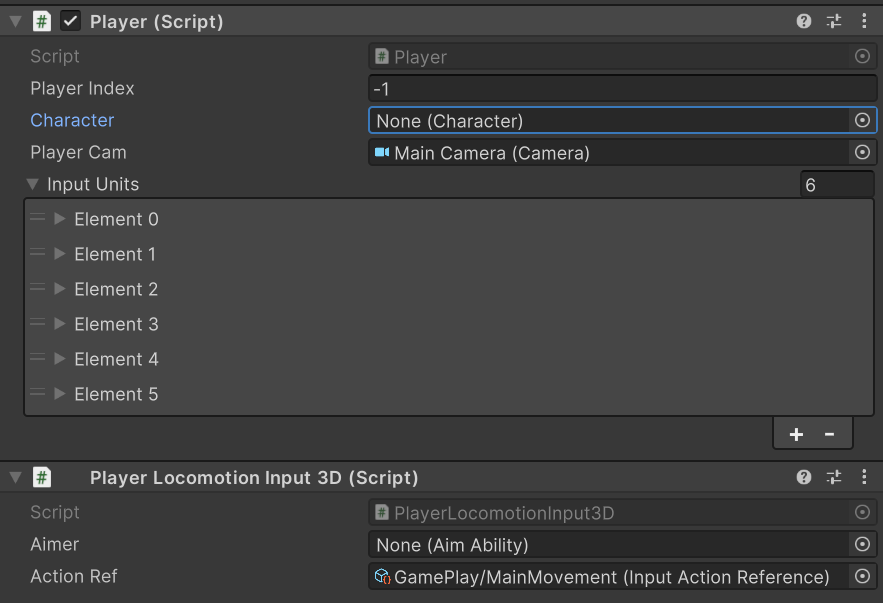 Player (Script)
Script Player
Player Index -1
Character None (Character)
Player Cam Main Camera (Camera)
Input Units 6
Element 0
Element 1
Element 2
Element 3
Element 4
Element 5
+ -
Player Locomotion Input 3D (Script)
Script PlayerLocomotionInput3D
Aimer None (Aim Ability)
Action Ref GamePlay/MainMovement (Input Action Reference)